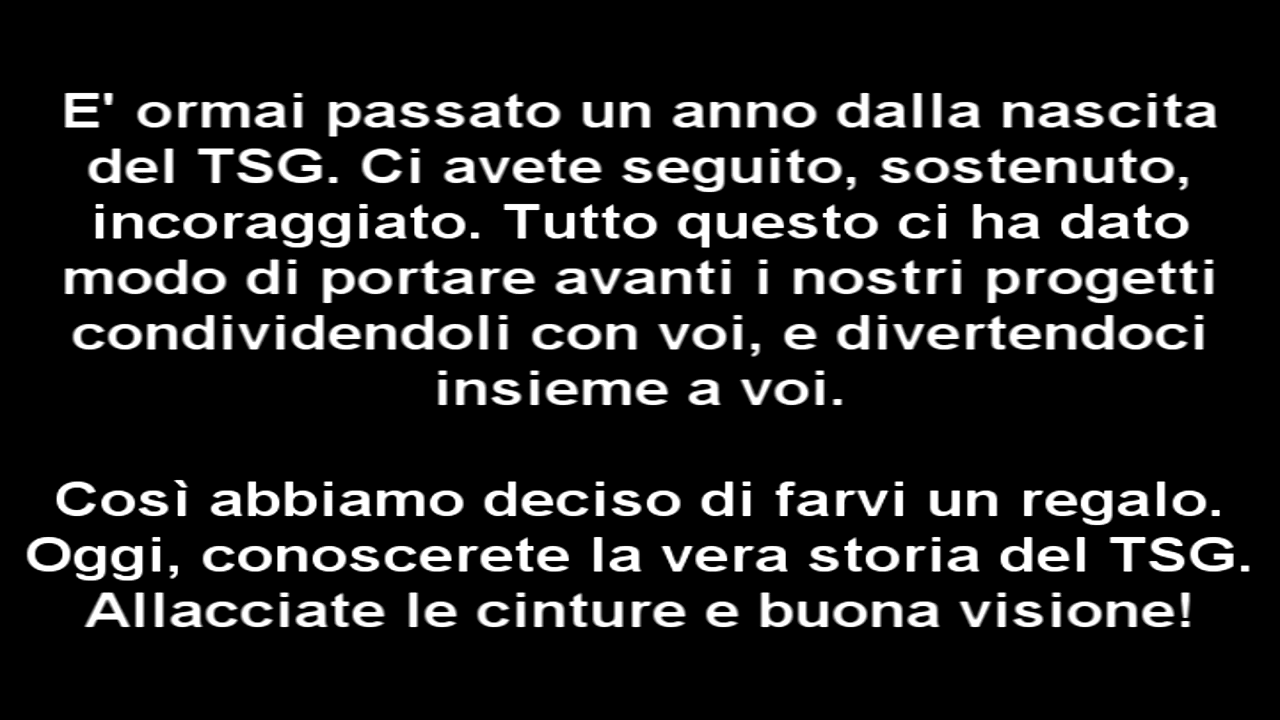 E' ormai passato un anno dalla nascita
del TSG. Ci avete seguito, sostenuto,
incoraggiato. Tutto questo ci ha dato
modo di portare avanti i nostri progetti
condividendoli con voi, e divertendoci
insieme a voi.
Così abbiamo deciso di farvi un regalo.
Oggi, conoscerete la vera storia del TSG.
Allacciate le cinture e buona visione!